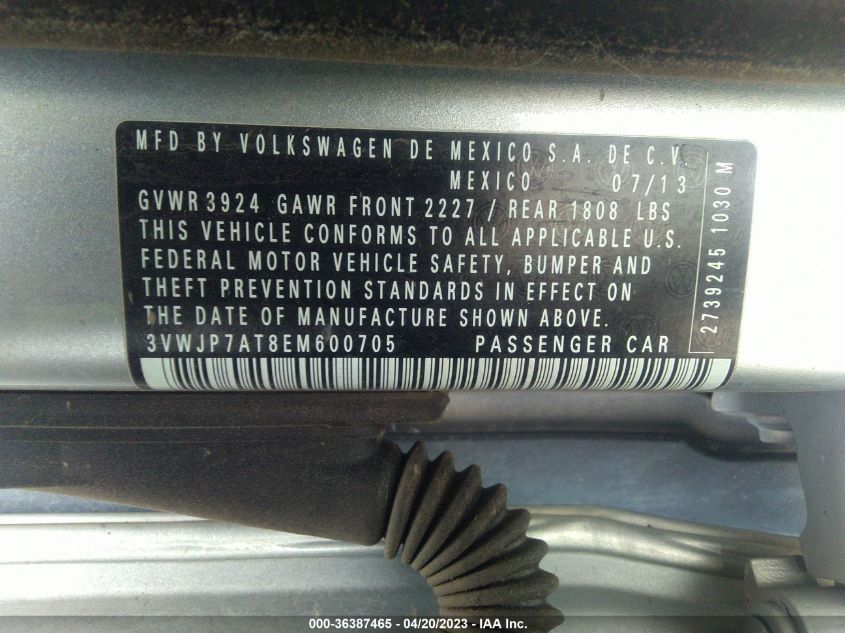 MFD BY VOLKSWAGEN DE MEXICO S.A. DE C.V.
MEXICO 07/13
GVWR 3924 GAWR FRONT 2227 / REAR 1808 LBS
THIS VEHICLE CONFORMS TO ALL APPLICABLE U.S.
FEDERAL MOTOR VEHICLE SAFETY, BUMPER AND
THEFT PREVENTION STANDARDS IN EFFECT ON
THE DATE OF MANUFACTURE SHOWN ABOVE.
3VWJP7AT8EM600705 PASSENGER CAR
2739245 1030 M
000-36387465 - 04/20/2023 - IAA Inc.